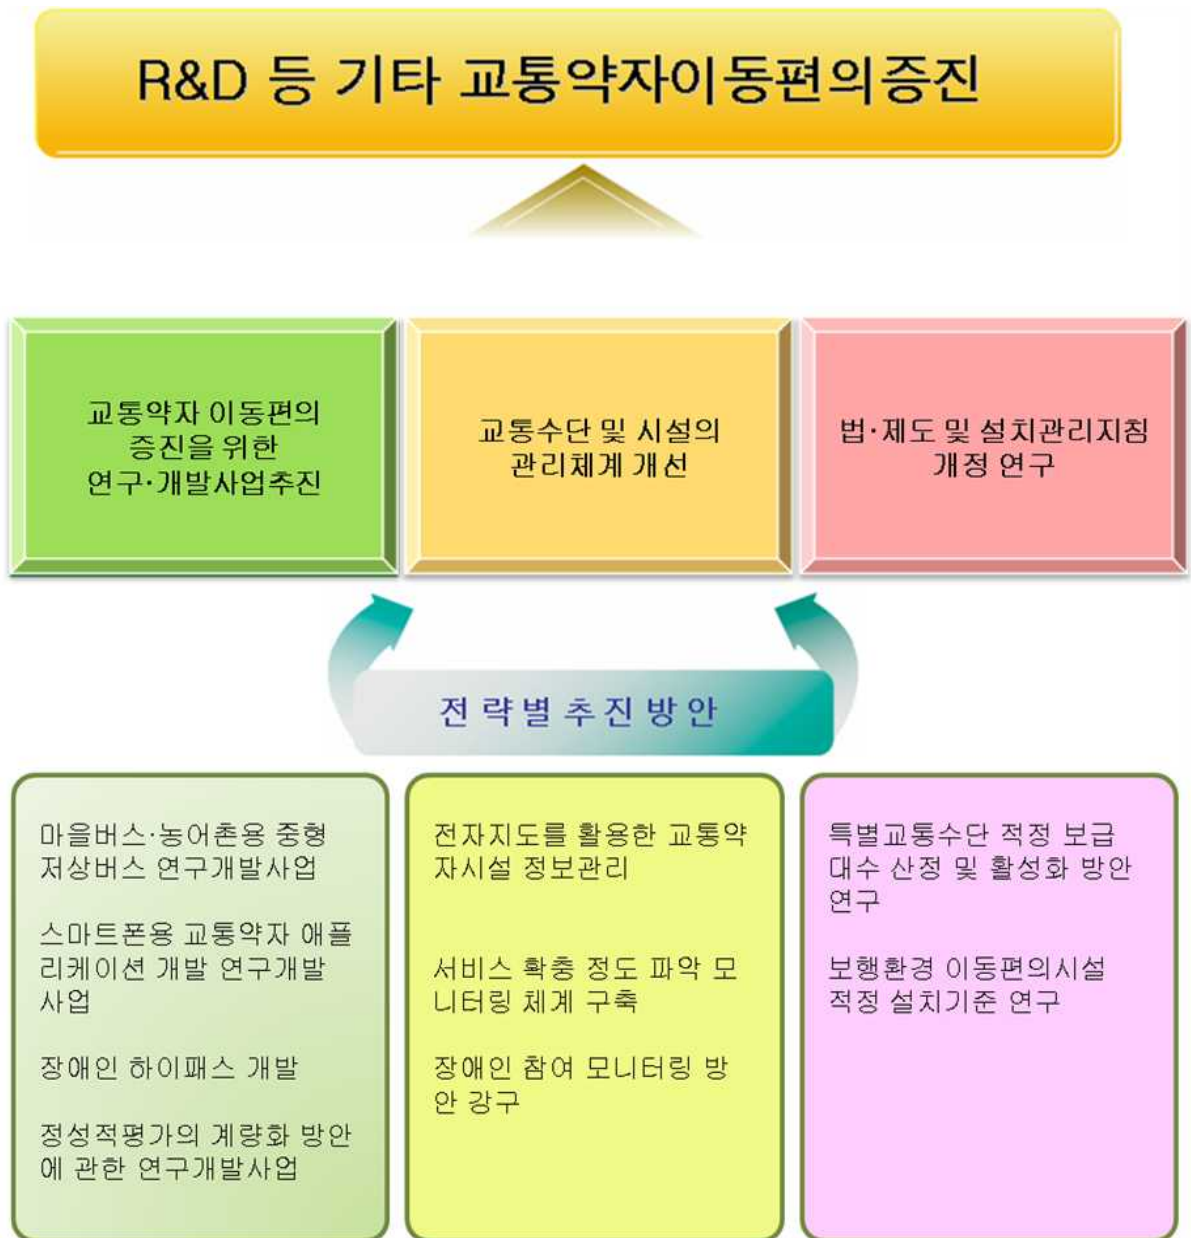 R&D 등 기타 교통약자이동편의증진
교통약자 이동편의
증진을 위한
연구·개발사업추진
교통수단 및 시설의
관리체계 개선
법·제도 및 설치관리지침
개정 연구
전략별추진방안
마을버스·농어촌용 중형
저상버스 연구개발사업
스마트폰용 교통약자 애플
리케이션 개발 연구개발
사업
장애인 하이패스 개발
정성적평가의 계량화 방안
에 관한 연구개발사업
전자지도를 활용한 교통약
자시설 정보관리
서비스 확충 정도 파악 모
니터링 체계 구축
장애인 참여 모니터링 방
안 강구
특별교통수단 적정 보급
대수 산정 및 활성화 방안
연구
보행환경 이동편의시설
적정 설치기준 연구